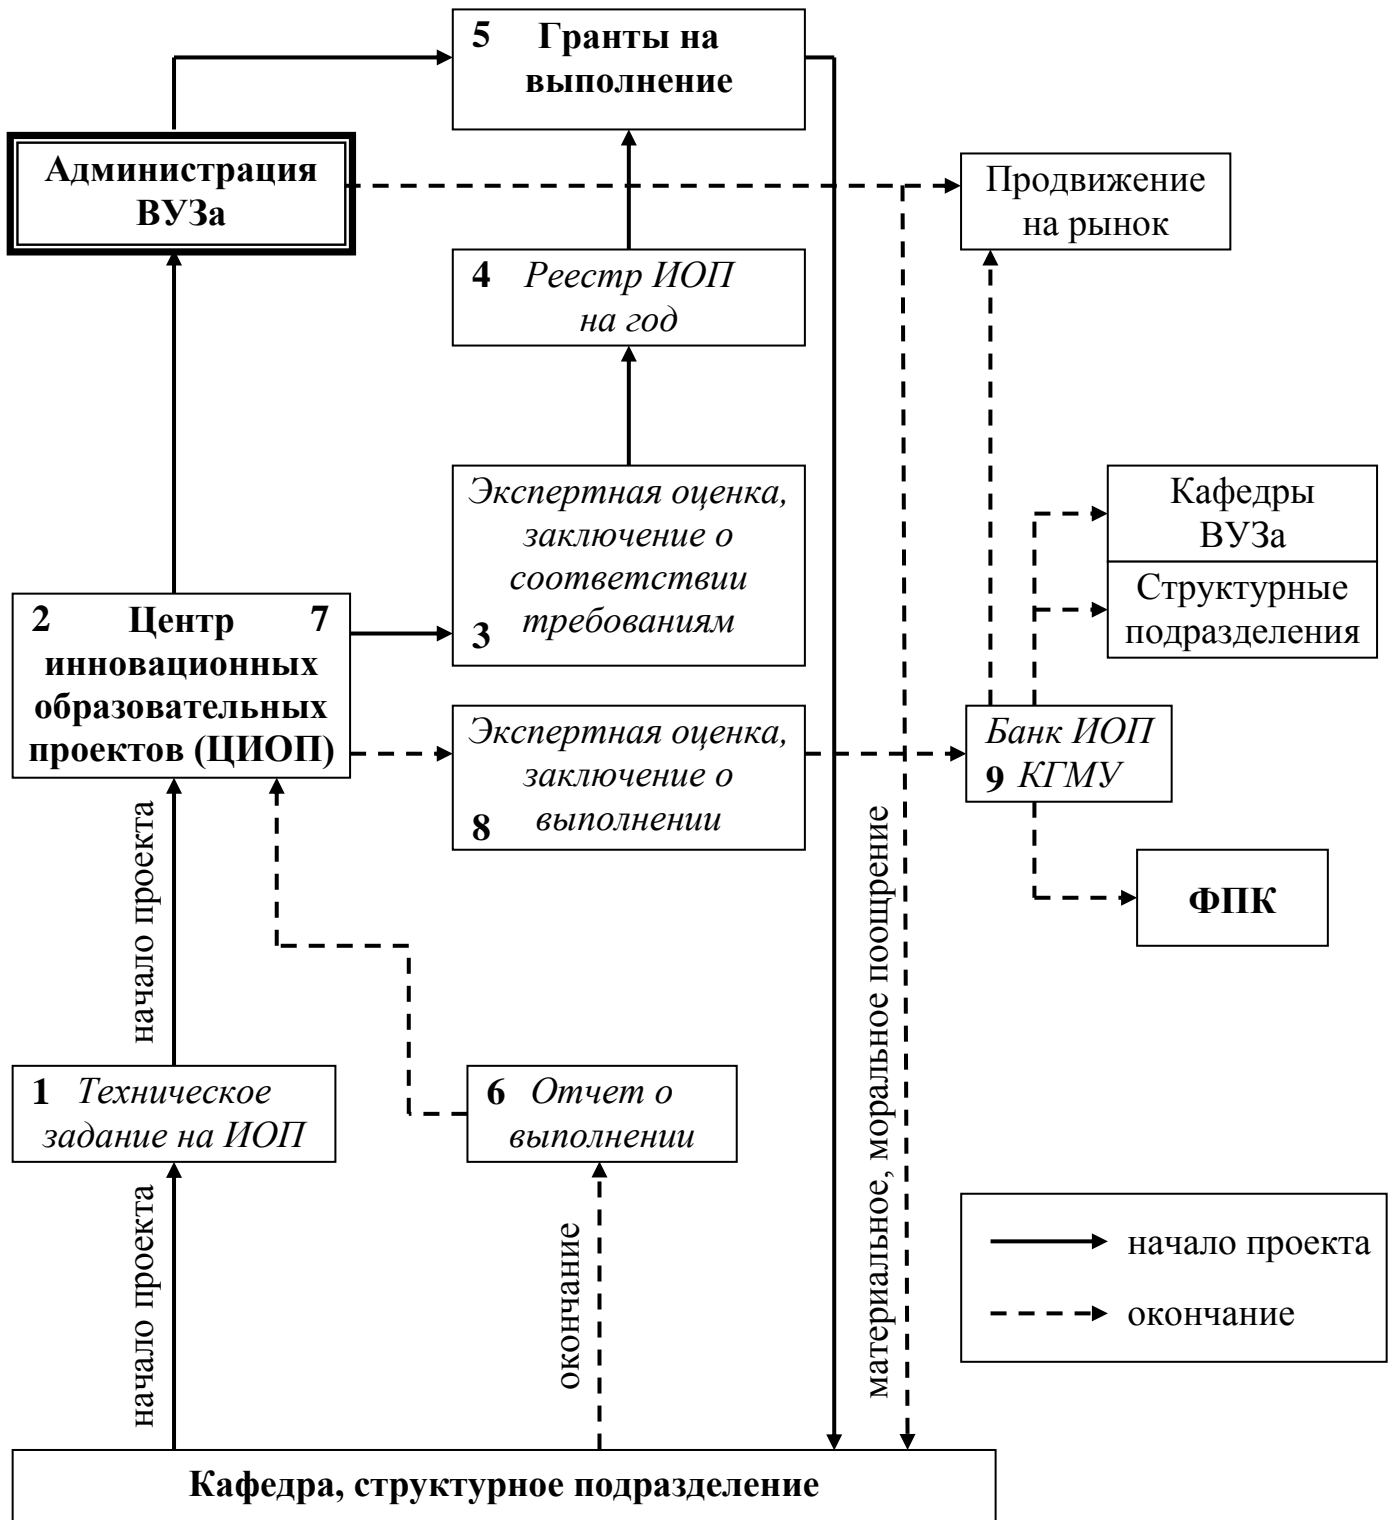 5 Гранты на
выполнение
Администрация
ВУЗа
Продвижение
на рынок
4 Реестр ИОП
на год
Экспертная оценка,
заключение о
соответствии
3 требованиям
Кафедры
ВУЗа
Структурные
подразделения
2 Центр 7
инновационных
образовательных
проектов (ЦИОП)
Экспертная оценка,
заключение о
8 выполнении
Банк ИОП
9 КГМУ
ФПК
начало проекта
материальное, моральное поощрение
1 Техническое
задание на ИОП
6 Отчет о
выполнении
начало проекта
окончание
начало проекта
окончание
Кафедра, структурное подразделение